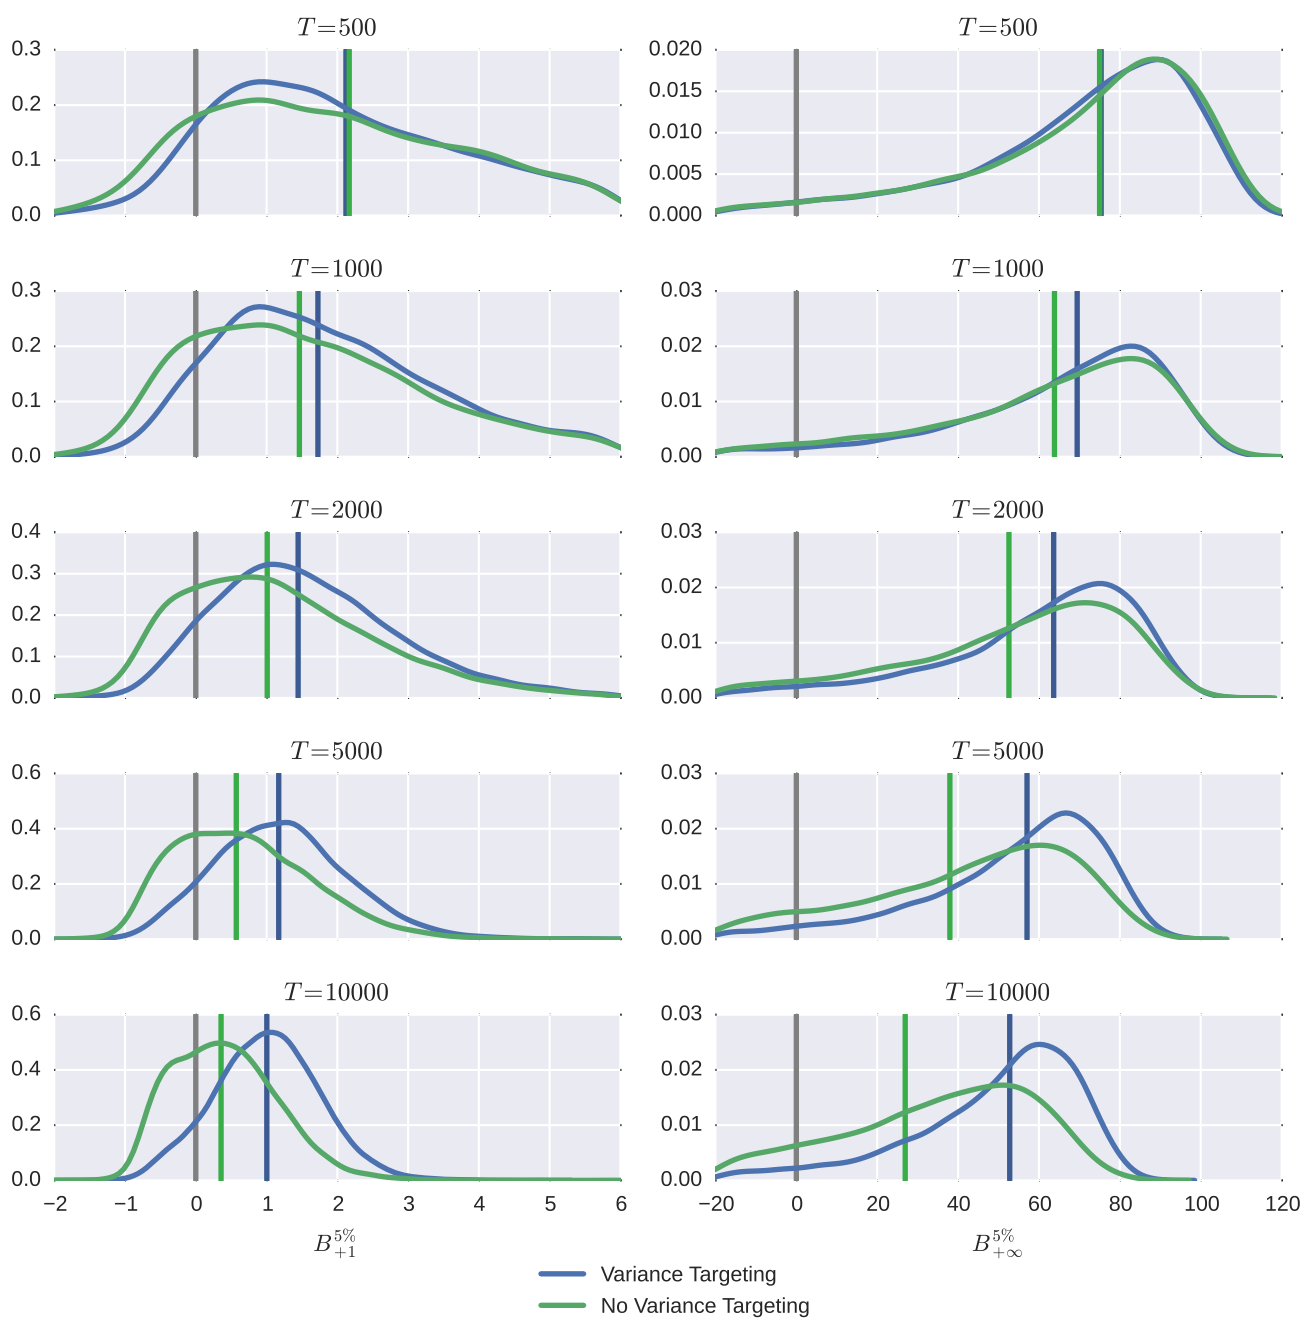 T=500
0.3
0.2
0.1
0.0
T=500
0.020
0.015
0.010
0.005
0.000
T=1000
0.3
0.2
0.1
0.0
T=1000
0.03
0.02
0.01
0.00
T=2000
0.4
0.3
0.2
0.1
0.0
T=2000
0.03
0.02
0.01
0.00
T=5000
0.6
0.4
0.2
0.0
T=5000
0.03
0.02
0.01
0.00
T=10000
0.6
0.4
0.2
0.0
−2 −1 0 1 2 3 4 5 6
B^{5%}_{+1}
T=10000
0.03
0.02
0.01
0.00
−20 0 20 40 60 80 100 120
B^{5%}_{+∞}
Variance Targeting
No Variance Targeting